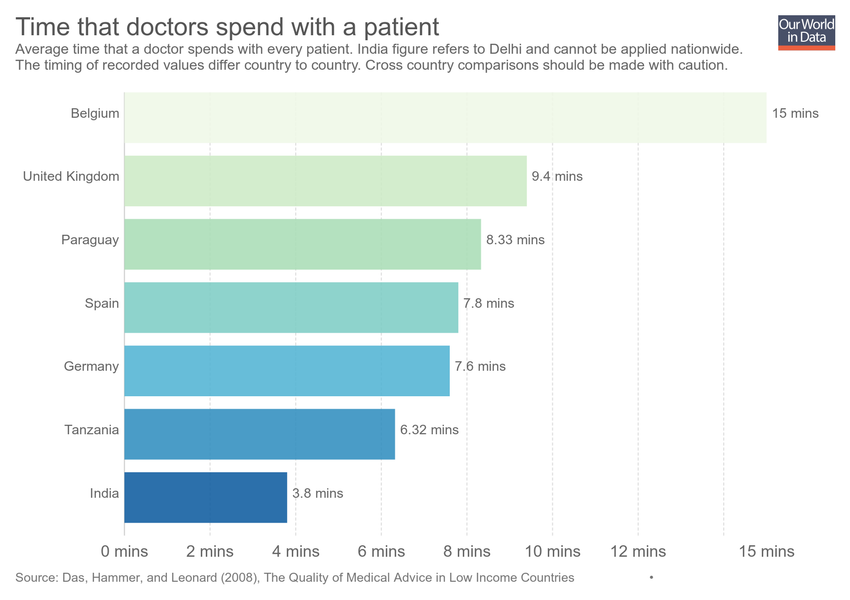 Time that doctors spend with a patient
Our World
in Data
Average time that a doctor spends with every patient. India figure refers to Delhi and cannot be applied nationwide.
The timing of recorded values differ country to country. Cross country comparisons should be made with caution.
Belgium 15 mins
United Kingdom 9.4 mins
Paraguay 8.33 mins
Spain 7.8 mins
Germany 7.6 mins
Tanzania 6.32 mins
India 3.8 mins
0 mins 2 mins 4 mins 6 mins 8 mins 10 mins 12 mins 15 mins
Source: Das, Hammer, and Leonard (2008), The Quality of Medical Advice in Low Income Countries •